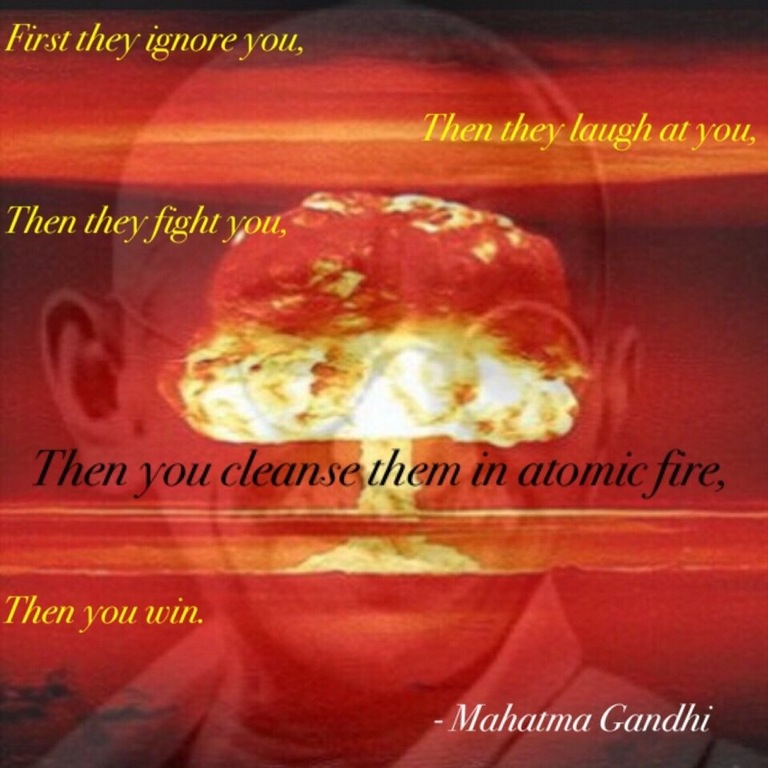 First they ignore you,
Then they laugh at you,
Then they fight you,
Then you cleanse them in atomic fire,
Then you win.
- Mahatma Gandhi